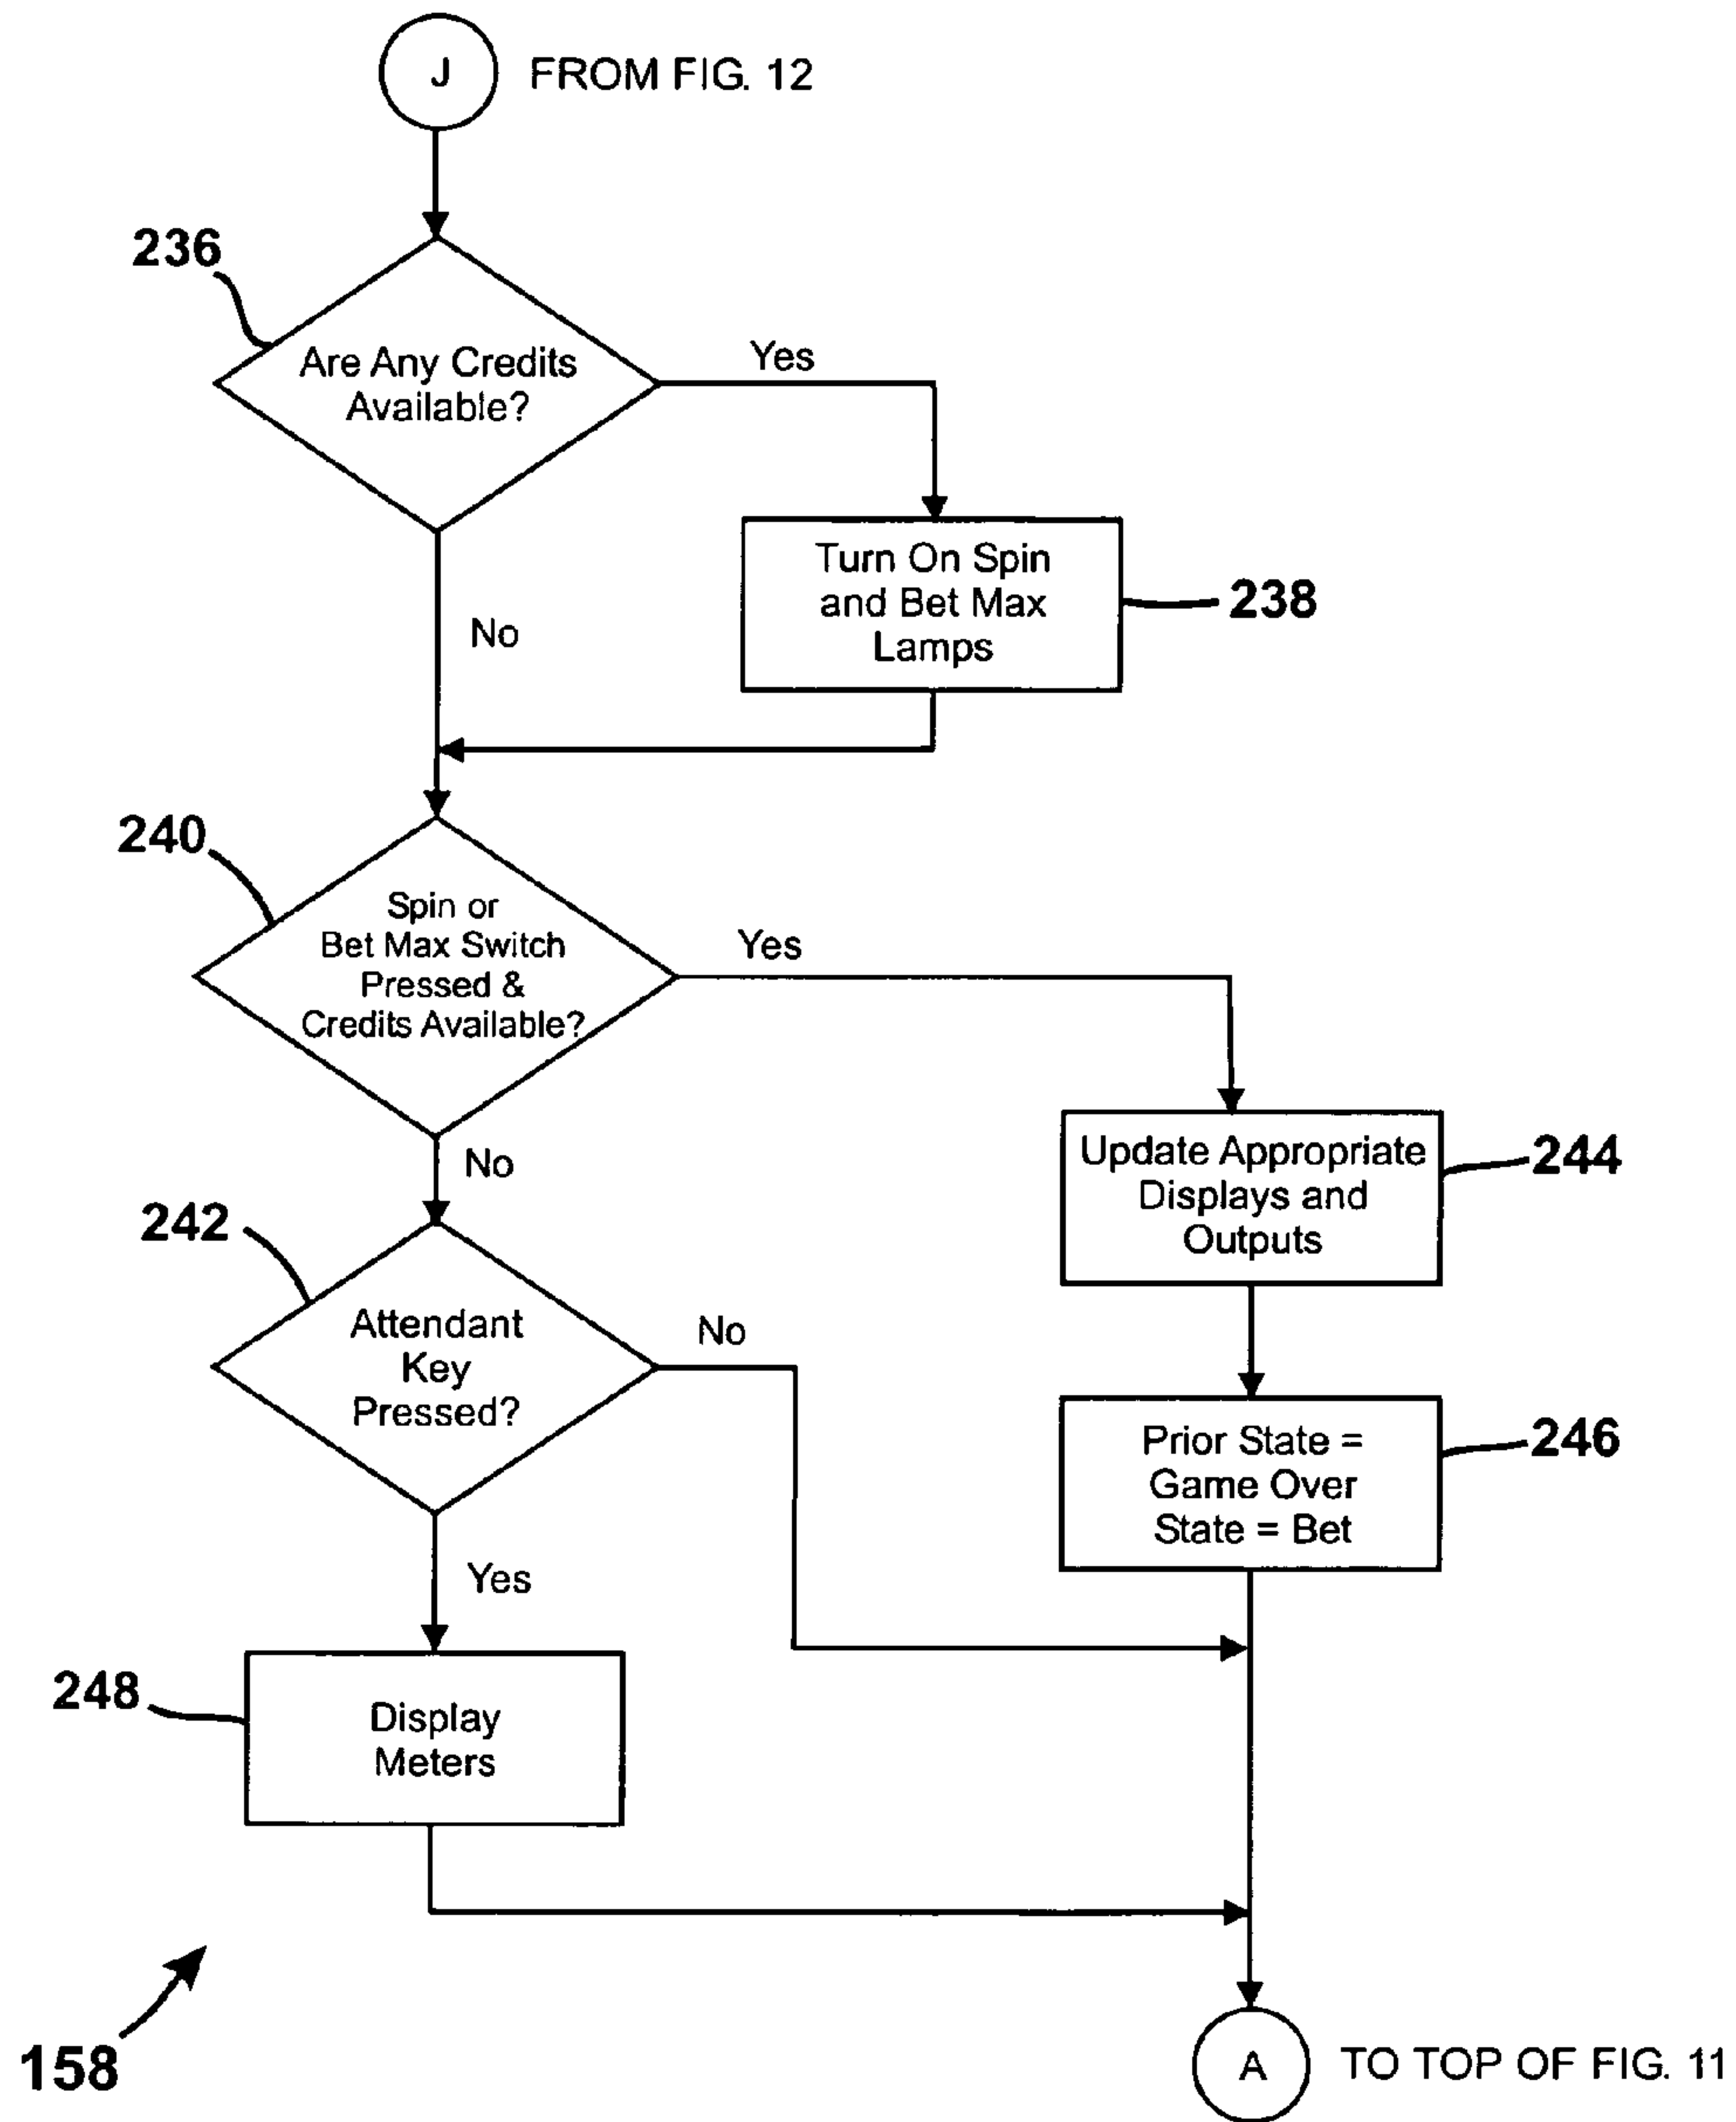 J
FROM FIG. 12
236
Are Any Credits
Available?
Yes
Turn On Spin
and Bet Max
Lamps
238
No
240
Spin or
Bet Max Switch
Pressed &
Credits Available?
Yes
No
Update Appropriate
Displays and
Outputs
244
242
Attendant
Key
Pressed?
No
Prior State =
Game Over
State = Bet
246
Yes
248
Display
Meters
158
A
TO TOP OF FIG. 11